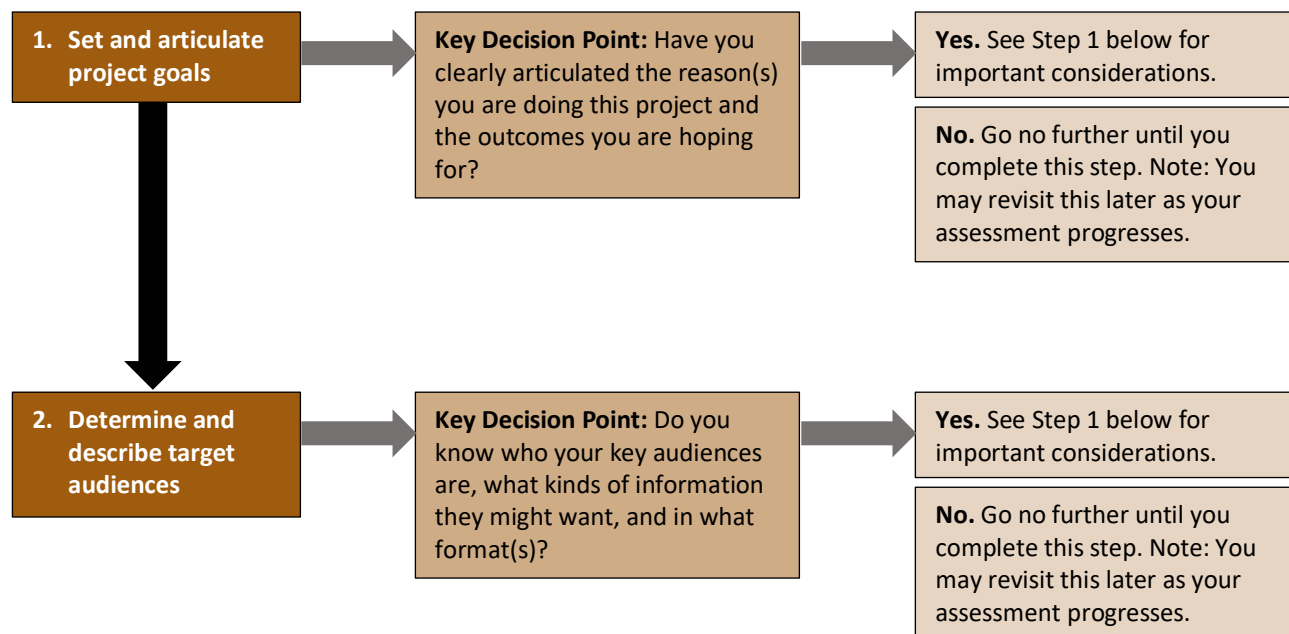 1. Set and articulate
project goals
Key Decision Point: Have you
clearly articulated the reason(s)
you are doing this project and
the outcomes you are hoping
for?
Yes. See Step 1 below for
important considerations.
No. Go no further until you
complete this step. Note: You
may revisit this later as your
assessment progresses.
2. Determine and
describe target
audiences
Key Decision Point: Do you
know who your key audiences
are, what kinds of information
they might want, and in what
format(s)?
Yes. See Step 1 below for
important considerations.
No. Go no further until you
complete this step. Note: You
may revisit this later as your
assessment progresses.